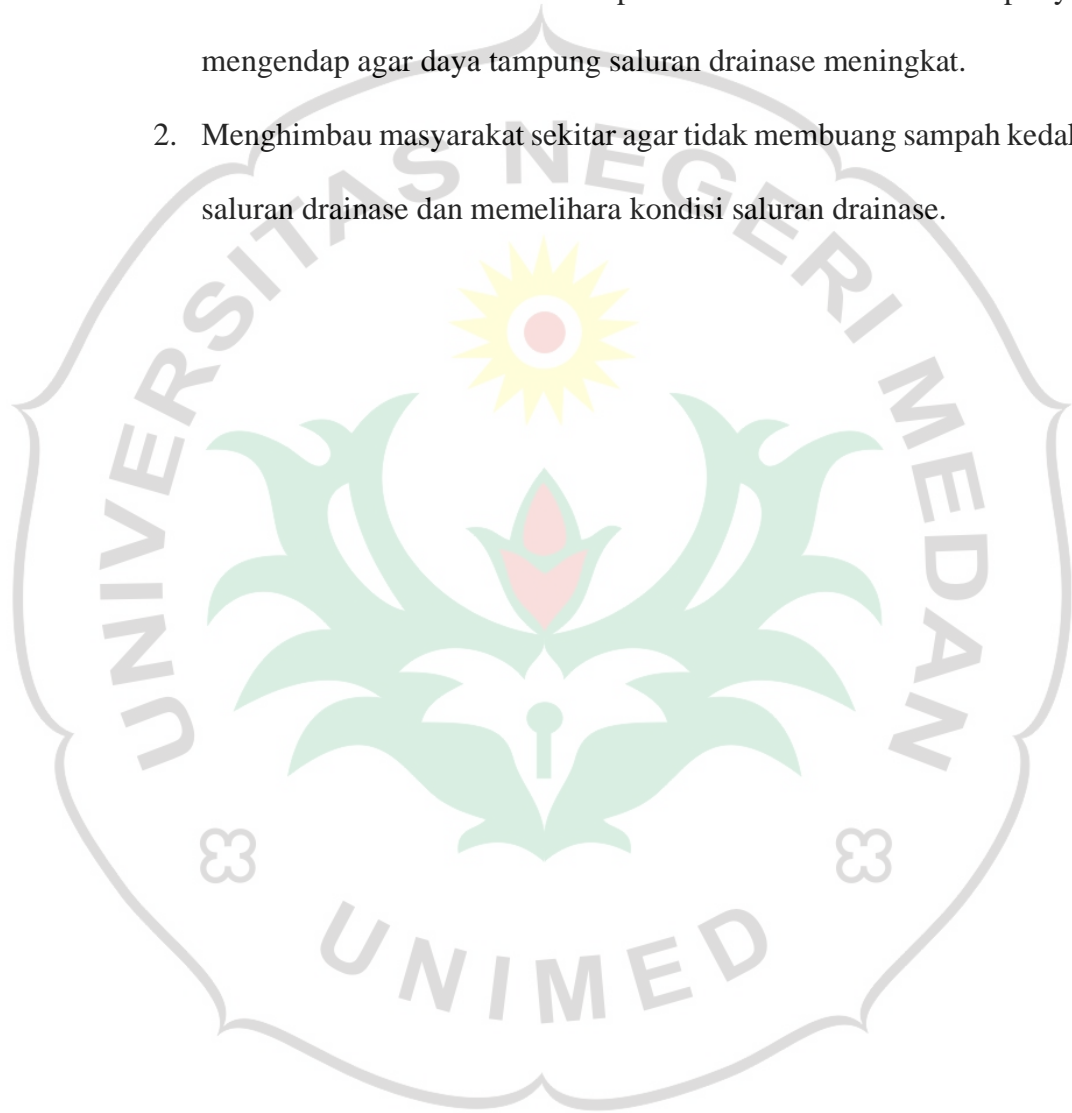 mengendap agar daya tampung saluran drainase meningkat.
2. Menghimbau masyarakat sekitar agar tidak membuang sampah
saluran drainase dan memelihara kondisi saluran drainase.
UNIVERSITAS NEGERI MEDAN
UNIMED